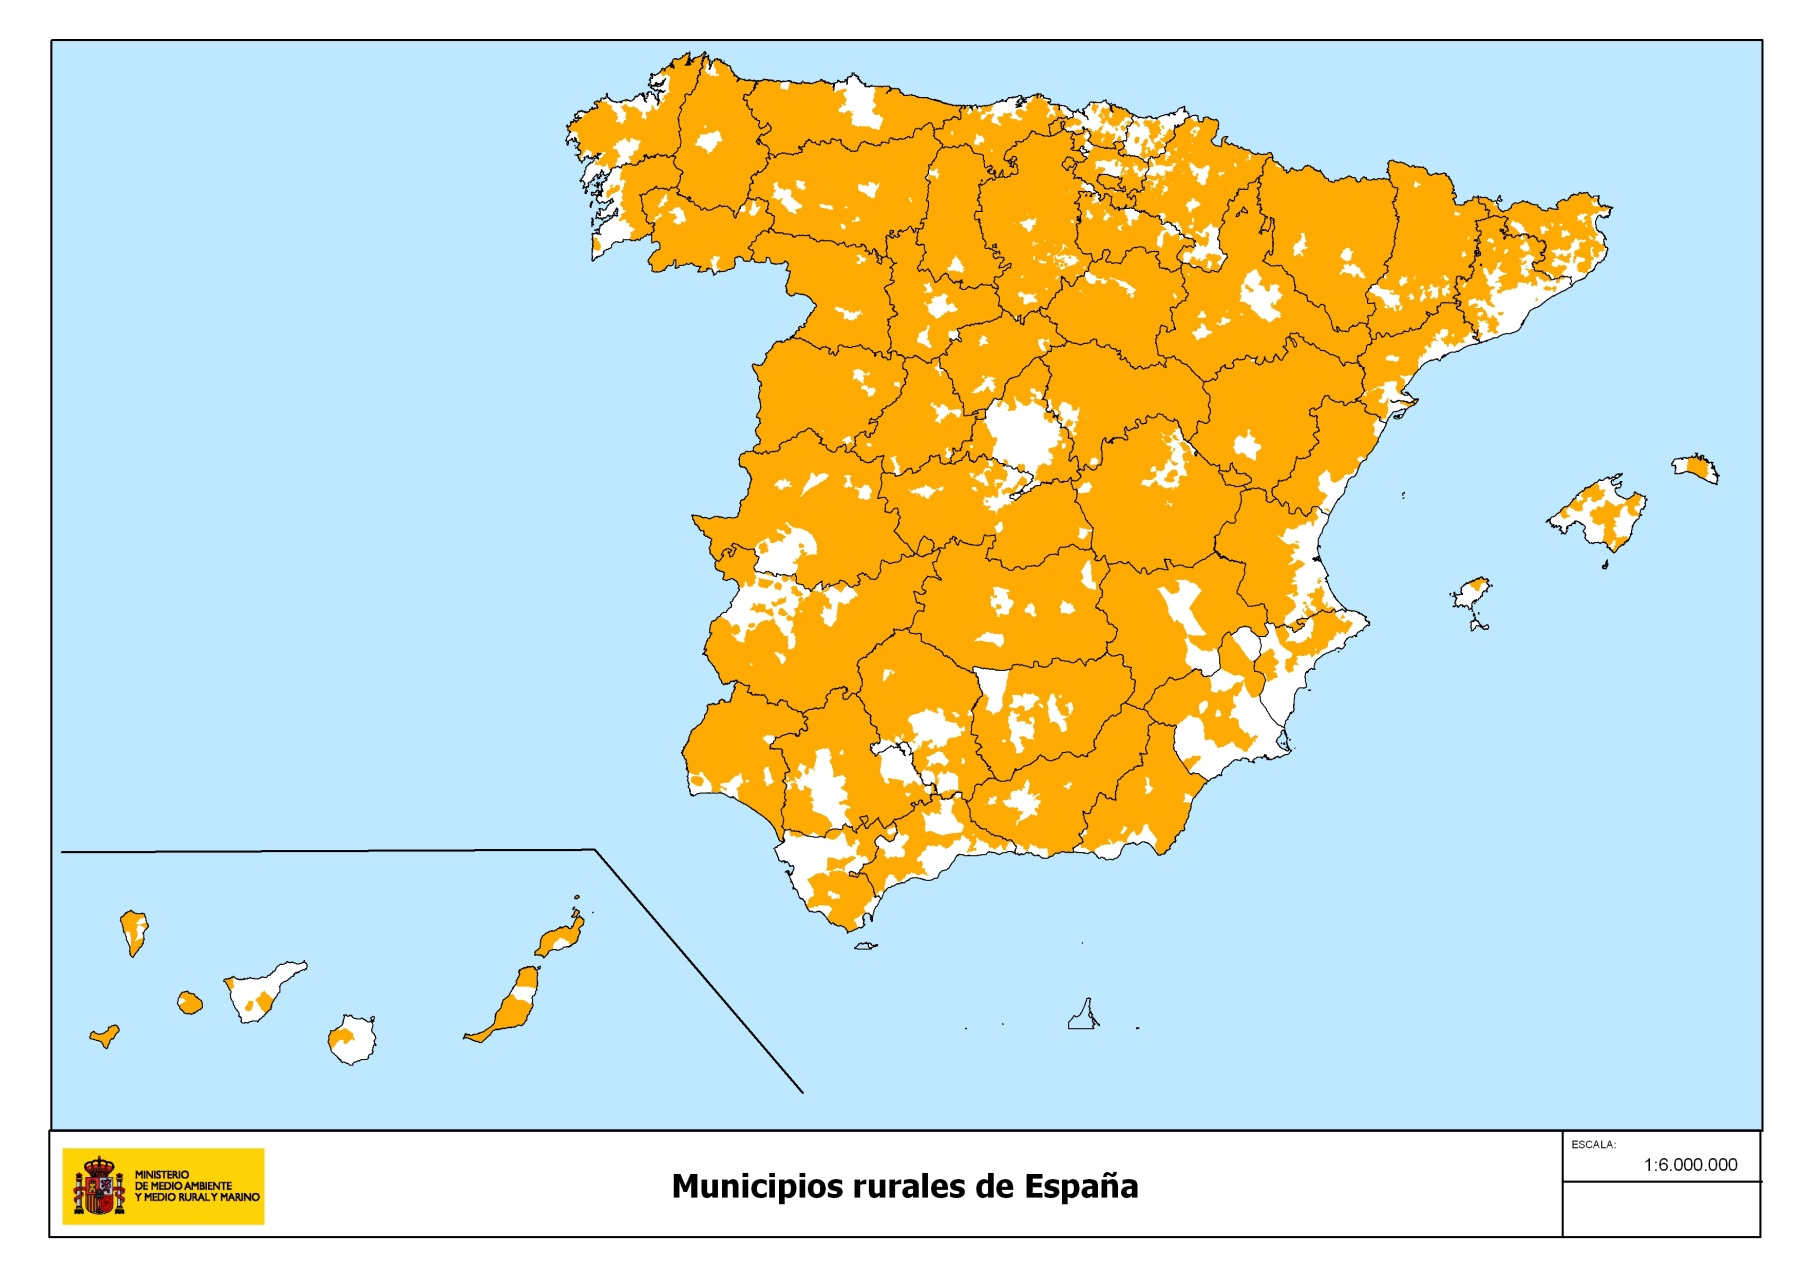 MINISTERIO
DE MEDIO AMBIENTE
Y MEDIO RURAL Y MARINO
Municipios rurales de España
ESCALA:
1:6.000.000